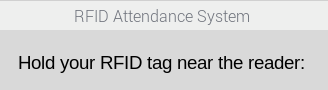 RFID Attendance System
Hold your RFID tag near the reader: